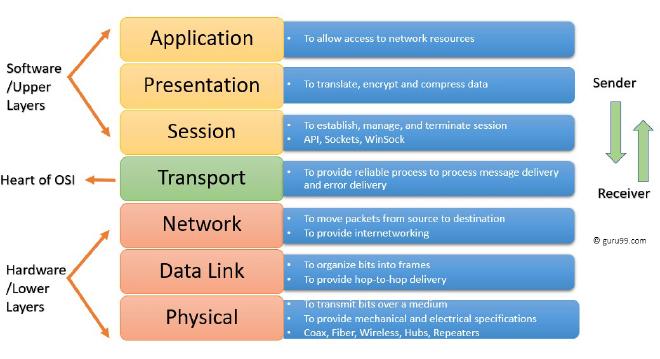 Application
• To allow access to network resources
Software
/Upper
Layers
Presentation
• To translate, encrypt and compress data
Session
• To establish, manage, and terminate session
• API, Sockets, WinSock
Heart of OSI
Transport
• To provide reliable process to process message delivery
and error delivery
Network
• To move packets from source to destination
• To provide internetworking
Hardware
/Lower
Layers
Data Link
• To organize bits into frames
• To provide hop-to-hop delivery
Physical
• To transmit bits over a medium
• To provide mechanical and electrical specifications
• Coax, Fiber, Wireless, Hubs, Repeaters
Sender
Receiver
© guru99.com